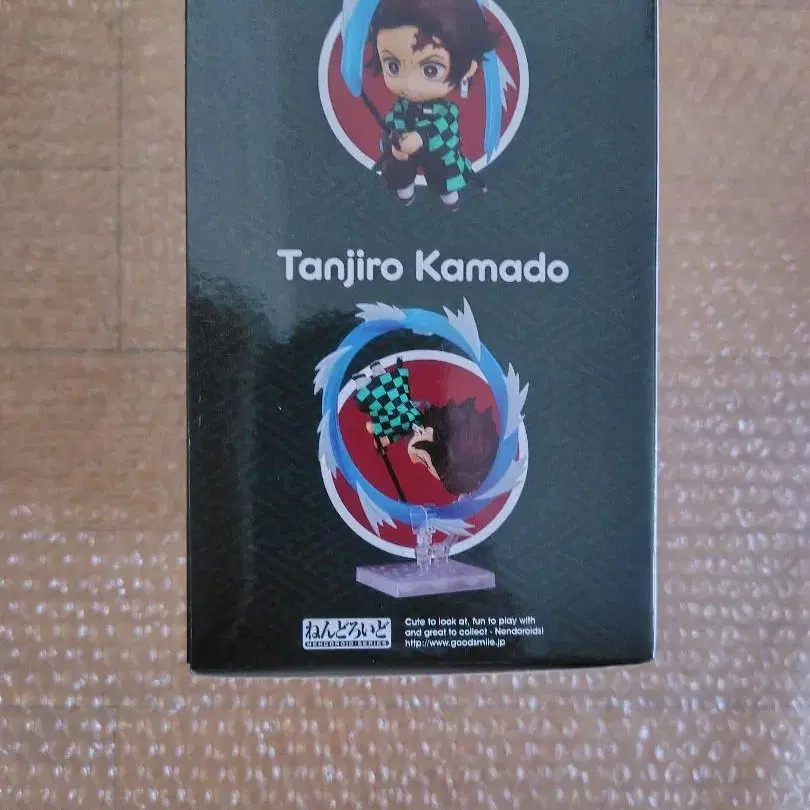 Tanjiro Kamado
ねんどろいど
NENDOROID SERIES
Cute to look at, fun to play with
and great to collect - Nendoroids!
http://www.goodsmile.jp